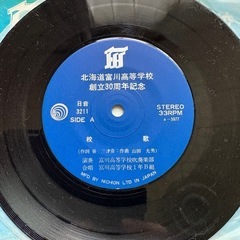 北海道富川高等学校
創立30周年記念
日音
3211
SIDE A
STEREO
33RPM
校歌
演奏 富川高等学校吹奏楽部
合唱 富川高等学校1年B組
MFD BY NICHION LTD IN JAPAN